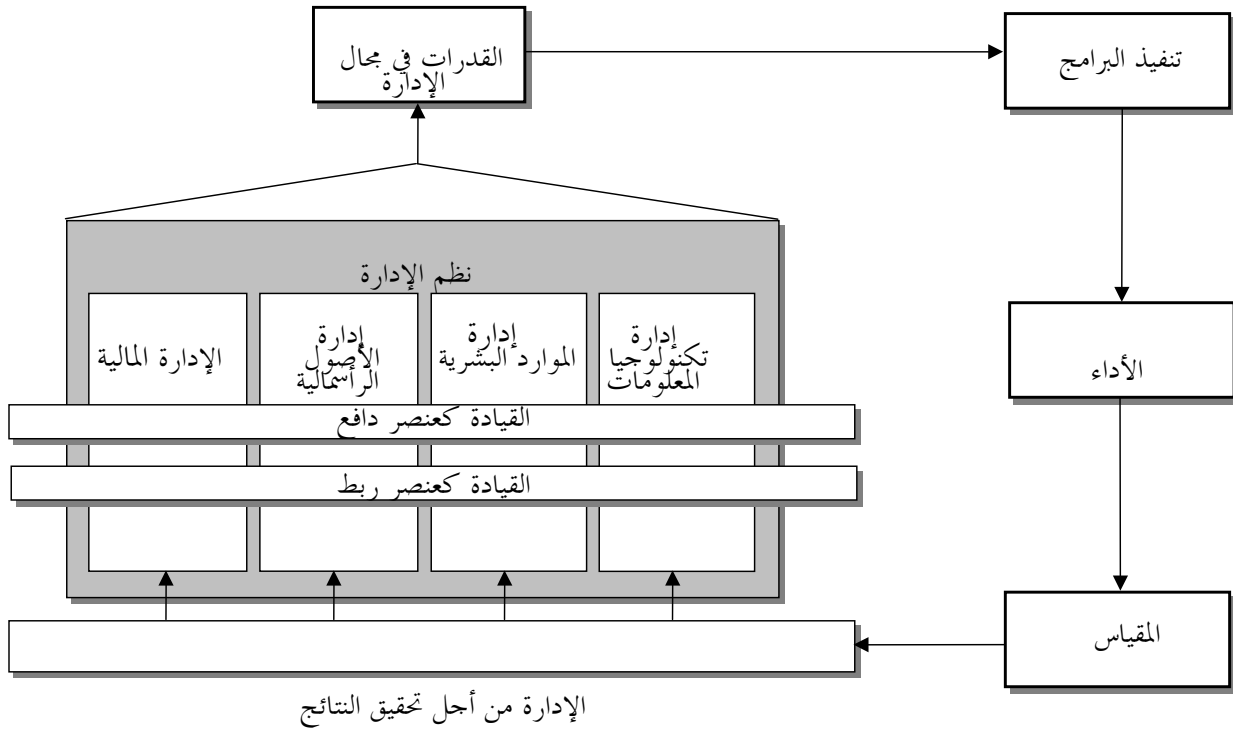 القدرات في مجال
الإدارة
تنفيذ البرامج
نظم الإدارة
إدارة
تكنولوجيا
المعلومات
إدارة
الموارد البشرية
إدارة
الأصول
الرأسمالية
الإدارة المالية
الأداء
القيادة كعنصر دافع
القيادة كعنصر ربط
المقياس
الإدارة من أجل تحقيق النتائج